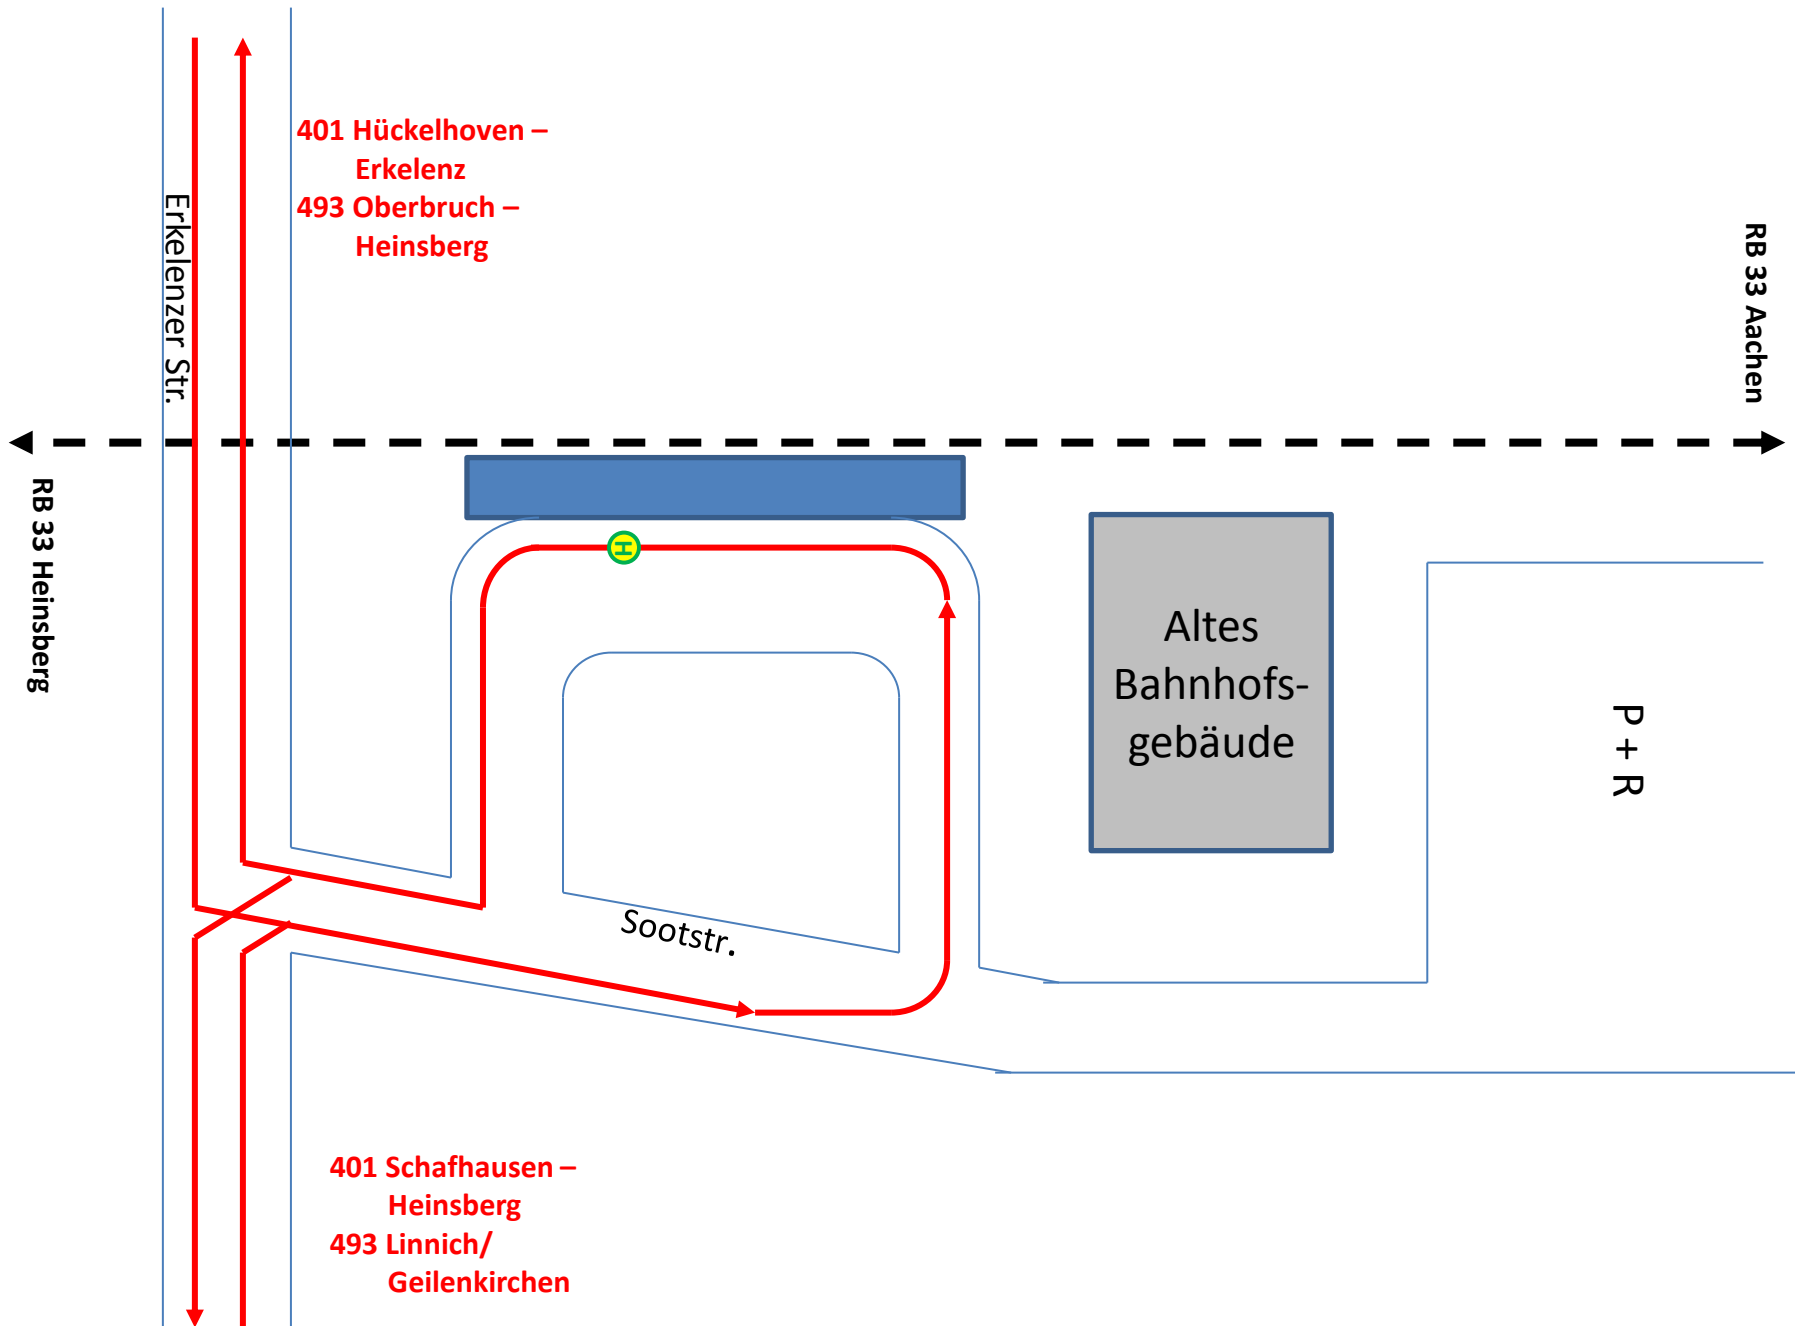 401 Hückelhoven –
Erkelenz
493 Oberbruch –
Heinsberg
Erkelenzer Str.
RB 33 Aachen
RB 33 Heinsberg
H
Altes
Bahnhofs-
gebäude
P + R
Sootstr.
401 Schafhausen –
Heinsberg
493 Linnich/
Geilenkirchen